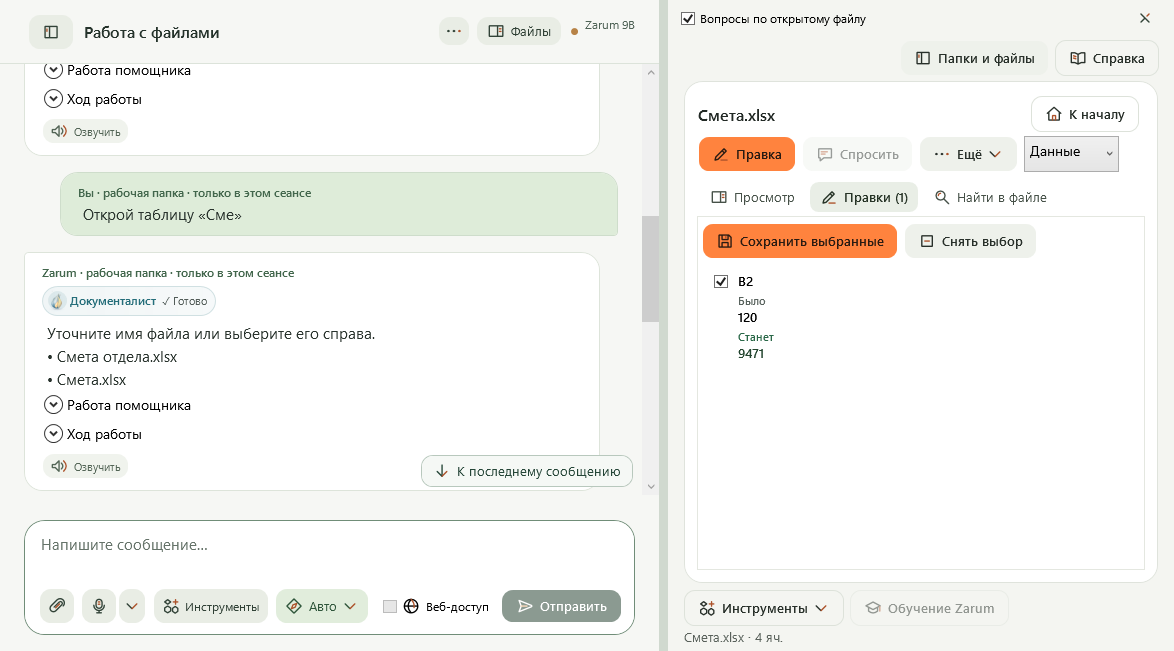 Работа с файлами
Файлы
Zarum 9B
Работа помощника
Ход работы
Озвучить
Вы · рабочая папка · только в этом сеансе
Открой таблицу «Сме»
Zarum · рабочая папка · только в этом сеансе
Документалист ✓ Готово
Уточните имя файла или выберите его справа.
• Смета отдела.xlsx
• Смета.xlsx
Работа помощника
Ход работы
Озвучить
К последнему сообщению
Напишите сообщение...
Инструменты
Авто
Веб-доступ
Отправить
Вопросы по открытому файлу
Папки и файлы
Справка
Смета.xlsx
К началу
Правка
Спросить
Ещё
Данные
Просмотр
Правки (1)
Найти в файле
Сохранить выбранные
Снять выбор
B2
Было
120
Станет
9471
Инструменты
Обучение Zarum
Смета.xlsx · 4 яч.